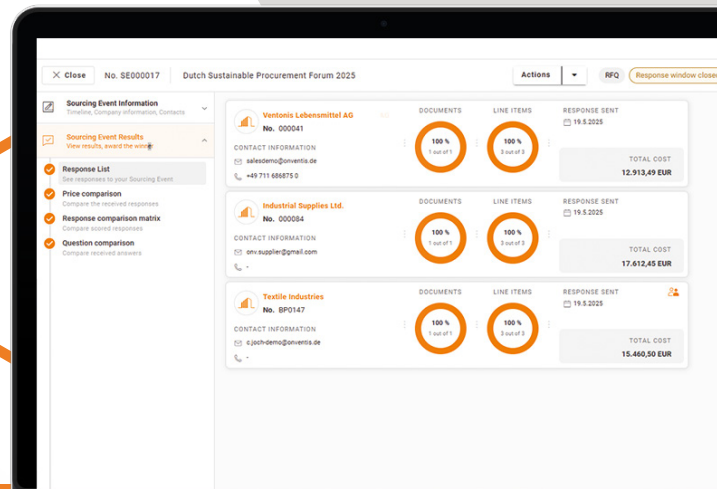 Close No. SE000017 Dutch Sustainable Procurement Forum 2025 Actions RFQ Response window closed
Sourcing Event Information
Timeline, Company information, Contacts
Sourcing Event Results
View results, award the winner
Response List
See responses to your Sourcing Event
Price comparison
Compare the received responses
Response comparison matrix
Compare scored responses
Question comparison
Compare received answers
Ventonis Lebensmittel AG
No. 000041
CONTACT INFORMATION
salesdemo@onventis.de
+49 711 686875 0
DOCUMENTS
100 %
1 out of 1
LINE ITEMS
100 %
3 out of 3
RESPONSE SENT
19.5.2025
TOTAL COST
12.913,49 EUR
Industrial Supplies Ltd.
No. 000084
CONTACT INFORMATION
onv.supplier@gmail.com
-
DOCUMENTS
100 %
1 out of 1
LINE ITEMS
100 %
3 out of 3
RESPONSE SENT
19.5.2025
TOTAL COST
17.612,45 EUR
Textile Industries
No. BP0147
CONTACT INFORMATION
c.joch-demo@onventis.de
-
DOCUMENTS
100 %
1 out of 1
LINE ITEMS
100 %
3 out of 3
RESPONSE SENT
19.5.2025
TOTAL COST
15.460,50 EUR